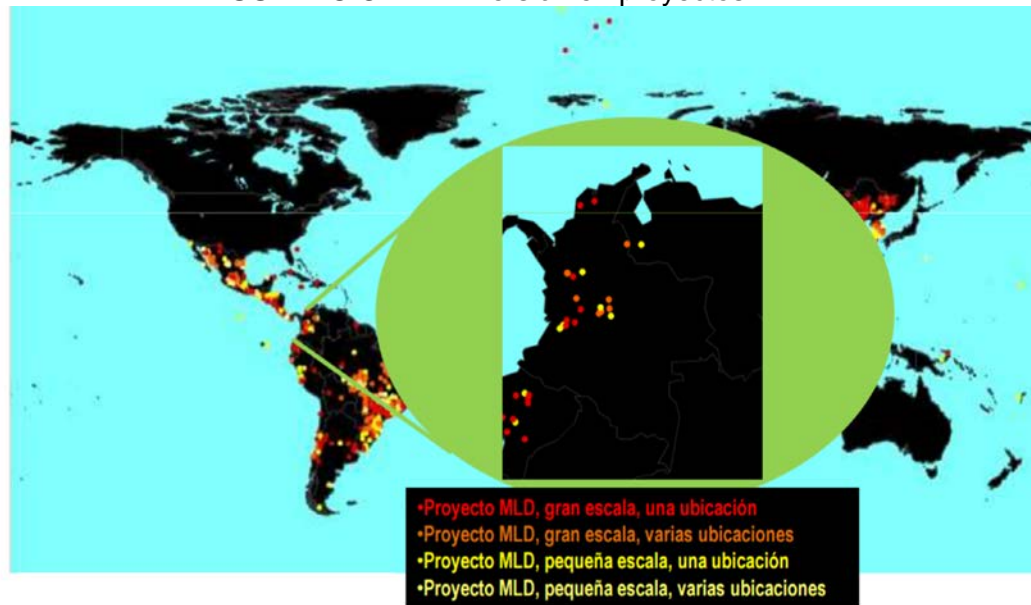 proyectos
•Proyecto MLD, gran escala, una ubicación
•Proyecto MLD, gran escala, varias ubicaciones
•Proyecto MLD, pequeña escala, una ubicación
•Proyecto MLD, pequeña escala, varias ubicaciones